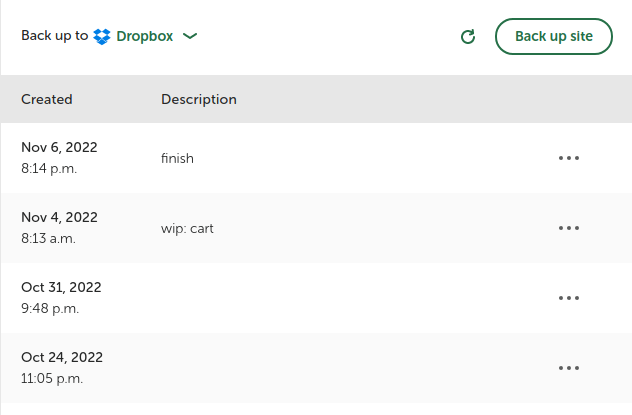 Back up to Dropbox
Back up site
Created Description
Nov 6, 2022
8:14 p.m.
finish
Nov 4, 2022
8:13 a.m.
wip: cart
Oct 31, 2022
9:48 p.m.
Oct 24, 2022
11:05 p.m.